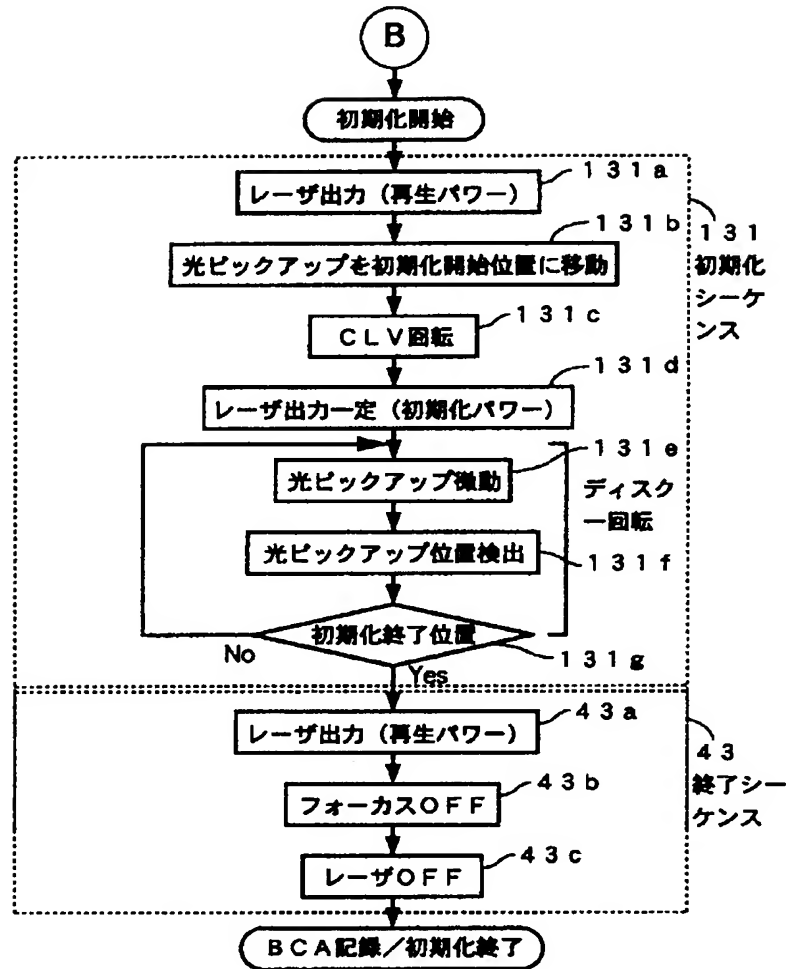 B
初期化開始
レーザ出力（再生パワー）
131a
光ピックアップを初期化開始位置に移動
131b
131
初期化
シーケ
ンス
CLV回転
131c
レーザ出力一定（初期化パワー）
131d
光ピックアップ微動
131e
ディスク
一回転
光ピックアップ位置検出
131f
初期化終了位置
131g
No
Yes
レーザ出力（再生パワー）
43a
43
終了シー
ケンス
フォーカスOFF
43b
レーザOFF
43c
BCA記録／初期化終了